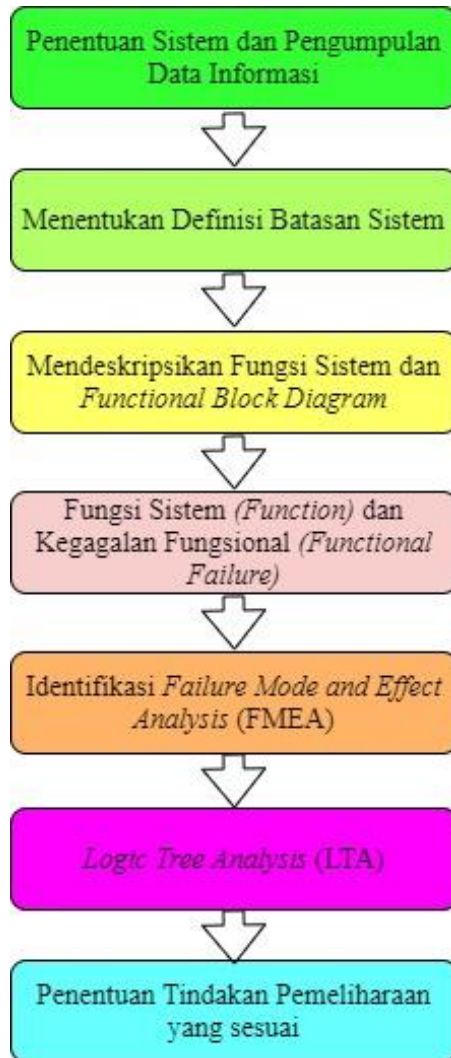 Penentuan Sistem dan Pengumpulan
Data Informasi
Menentukan Definisi Batasan Sistem
Mendeskripsikan Fungsi Sistem dan
Functional Block Diagram
Fungsi Sistem (Function) dan
Kegagalan Fungsional (Functional
Failure)
Identifikasi Failure Mode and Effect
Analysis (FMEA)
Logic Tree Analysis (LTA)
Penentuan Tindakan Pemeliharaan
yang sesuai